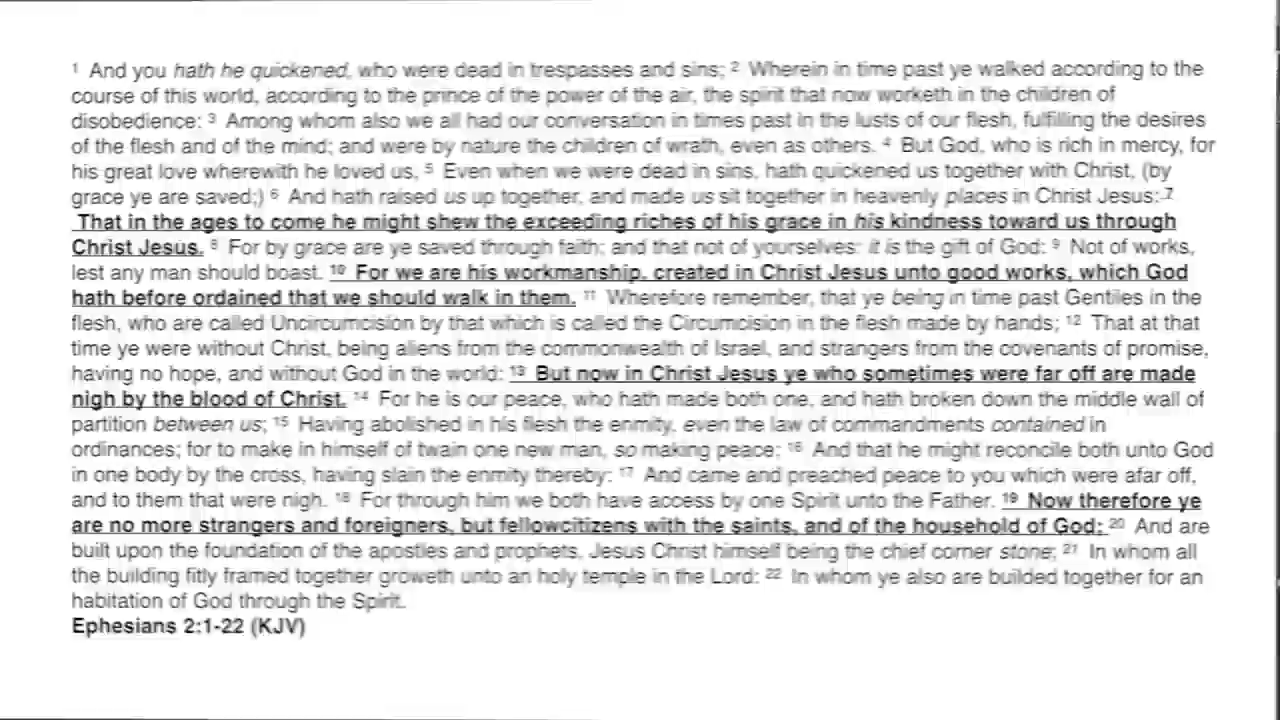 1 And you hath he quickened, who were dead in trespasses and sins; 2 Wherein in time past ye walked according to the
course of this world, according to the prince of the power of the air, the spirit that now worketh in the children of
disobedience: 3 Among whom also we all had our conversation in times past in the lusts of our flesh, fulfilling the desires
of the flesh and of the mind; and were by nature the children of wrath, even as others. 4 But God, who is rich in mercy, for
his great love wherewith he loved us, 5 Even when we were dead in sins, hath quickened us together with Christ, (by
grace ye are saved;) 6 And hath raised us up together, and made us sit together in heavenly places in Christ Jesus: 7
That in the ages to come he might shew the exceeding riches of his grace in his kindness toward us through
Christ Jesus. 8 For by grace are ye saved through faith; and that not of yourselves: it is the gift of God: 9 Not of works,
lest any man should boast. 10 For we are his workmanship, created in Christ Jesus unto good works, which God
hath before ordained that we should walk in them. 11 Wherefore remember, that ye being in time past Gentiles in the
flesh, who are called Uncircumcision by that which is called the Circumcision in the flesh made by hands; 12 That at that
time ye were without Christ, being aliens from the commonwealth of Israel, and strangers from the covenants of promise,
having no hope, and without God in the world: 13 But now in Christ Jesus ye who sometimes were far off are made
nigh by the blood of Christ. 14 For he is our peace, who hath made both one, and hath broken down the middle wall of
partition between us; 15 Having abolished in his flesh the enmity, even the law of commandments contained in
ordinances; for to make in himself of twain one new man, so making peace; 16 And that he might reconcile both unto God
in one body by the cross, having slain the enmity thereby: 17 And came and preached peace to you which were afar off,
and to them that were nigh. 18 For through him we both have access by one Spirit unto the Father. 19 Now therefore ye
are no more strangers and foreigners, but fellowcitizens with the saints, and of the household of God; 20 And are
built upon the foundation of the apostles and prophets, Jesus Christ himself being the chief corner stone; 21 In whom all
the building fitly framed together groweth unto an holy temple in the Lord: 22 In whom ye also are builded together for an
habitation of God through the Spirit.
Ephesians 2:1-22 (KJV)